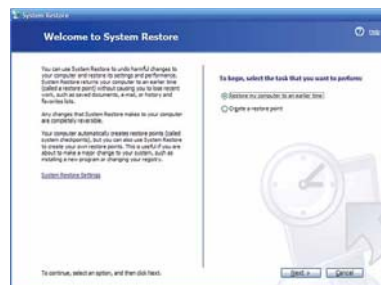 System Restore
Welcome to System Restore
You can use System Restore to undo harmful changes to
your computer and restore its settings and performance.
System Restore returns your computer to an earlier time
(called a restore point) without causing you to lose recent
work, such as saved documents, e-mail, or history and
favorites lists.
Any changes that System Restore makes to your computer
are completely reversible.
Your computer automatically creates restore points (called
system checkpoints), but you can also use System Restore
to create your own restore points. This is useful if you are
about to make a major change to your system, such as
installing a new program or changing your registry.
System Restore Settings
To begin, select the task that you want to perform:
Restore my computer to an earlier time
Create a restore point
To continue, select an option, and then click Next.
Next >
Cancel